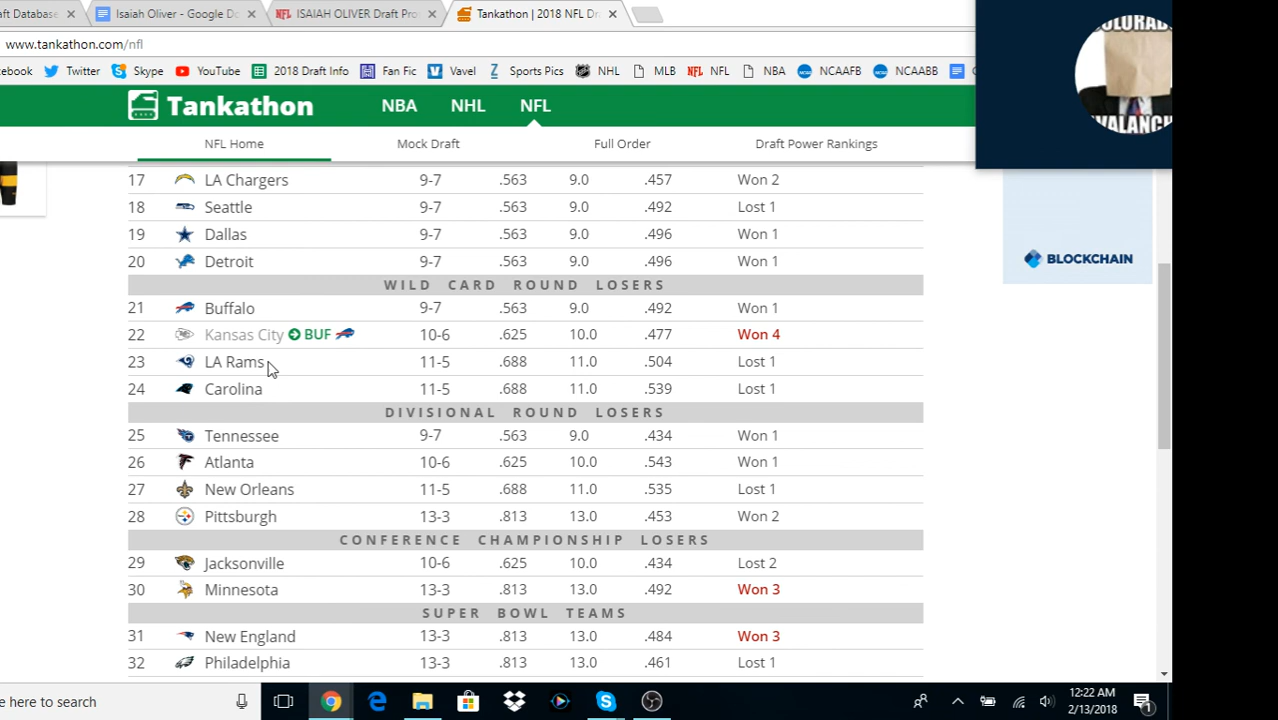 aft Database
Isaiah Oliver - Google Do
NFL ISAIAH OLIVER Draft Pro
Tankathon | 2018 NFL Dr
www.tankathon.com/nfl
cebook Twitter Skype YouTube 2018 Draft Info Fan Fic Vavel Sports Pics NHL MLB NFL NFL NBA NCAAFB NCAABB
COLORAD
AVALANCH
Tankathon NBA NHL NFL
NFL Home Mock Draft Full Order Draft Power Rankings
17 LA Chargers 9-7 .563 9.0 .457 Won 2
18 Seattle 9-7 .563 9.0 .492 Lost 1
19 Dallas 9-7 .563 9.0 .496 Won 1
20 Detroit 9-7 .563 9.0 .496 Won 1
WILD CARD ROUND LOSERS
21 Buffalo 9-7 .563 9.0 .492 Won 1
22 Kansas City BUF 10-6 .625 10.0 .477 Won 4
23 LA Rams 11-5 .688 11.0 .504 Lost 1
24 Carolina 11-5 .688 11.0 .539 Lost 1
DIVISIONAL ROUND LOSERS
25 Tennessee 9-7 .563 9.0 .434 Won 1
26 Atlanta 10-6 .625 10.0 .543 Won 1
27 New Orleans 11-5 .688 11.0 .535 Lost 1
28 Pittsburgh 13-3 .813 13.0 .453 Won 2
CONFERENCE CHAMPIONSHIP LOSERS
29 Jacksonville 10-6 .625 10.0 .434 Lost 2
30 Minnesota 13-3 .813 13.0 .492 Won 3
SUPER BOWL TEAMS
31 New England 13-3 .813 13.0 .484 Won 3
32 Philadelphia 13-3 .813 13.0 .461 Lost 1
BLOCKCHAIN
e here to search
12:22 AM
2/13/2018
1